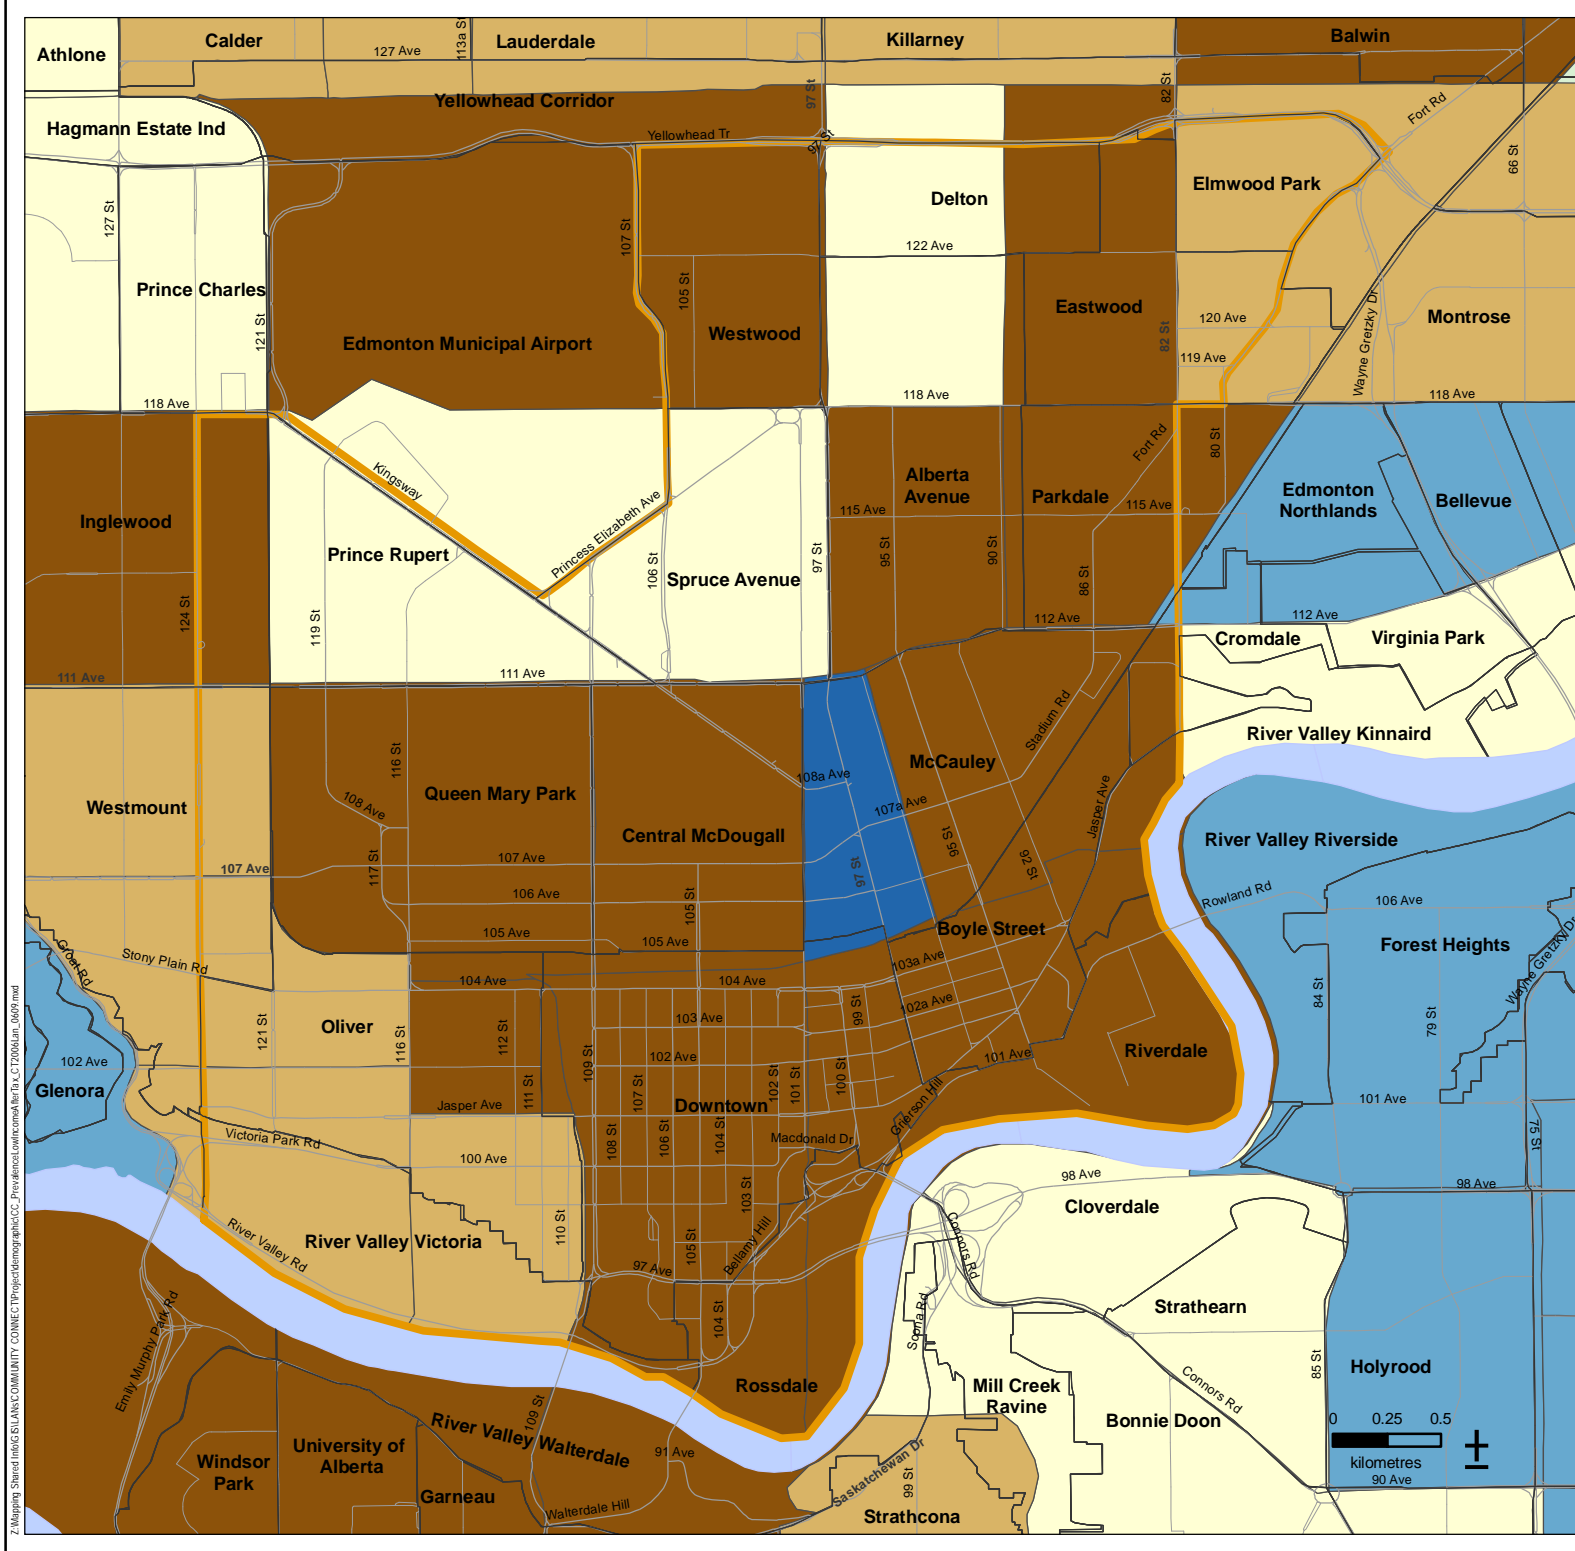 Athlone
Calder
127 Ave
113a St
Lauderdale
Killarney
Balwin
97 St
82 St
Fort Rd
Yellowhead Corridor
Hagmann Estate Ind
Yellowhead Tr
97 St
66 St
Delton
Elmwood Park
127 St
107 St
122 Ave
Prince Charles
105 St
121 St
Edmonton Municipal Airport
Westwood
Eastwood
82 St
120 Ave
119 Ave
Wayne Gretzky Dr
Montrose
118 Ave
118 Ave
118 Ave
Fort Rd
80 St
Kingsway
Alberta
Avenue
Parkdale
Edmonton
Northlands
Bellevue
Inglewood
Princess Elizabeth Ave
115 Ave
115 Ave
Prince Rupert
106 St
Spruce Avenue
97 St
95 St
90 St
86 St
124 St
119 St
112 Ave
112 Ave
Cromdale
Virginia Park
111 Ave
111 Ave
Stadium Rd
River Valley Kinnaird
116 St
108a Ave
McCauley
Westmount
108 Ave
Queen Mary Park
Central McDougall
107a Ave
Jasper Ave
River Valley Riverside
95 St
92 St
107 Ave
117 St
107 Ave
97 St
106 Ave
105 St
Rowland Rd
106 Ave
Groat Rd
Stony Plain Rd
105 Ave
105 Ave
Boyle Street
Forest Heights
Wayne Gretzky Dr
103a Ave
104 Ave
104 Ave
84 St
79 St
121 St
Oliver
116 St
112 St
103 Ave
99 St
102a Ave
102 Ave
Glenora
109 St
102 Ave
101 Ave
Riverdale
111 St
107 St
102 St
101 St
100 St
Jasper Ave
Downtown
Grierson Hill
101 Ave
75 St
Victoria Park Rd
100 Ave
108 St
106 St
104 St
Macdonald Dr
98 Ave
98 Ave
Cloverdale
River Valley Rd
River Valley Victoria
110 St
103 St
105 St
Bellamy Hill
Connors Rd
97 Ave
Emily Murphy Park Rd
104 St
Scona Rd
Strathearn
85 St
Holyrood
Rossdale
Mill Creek
Ravine
Connors Rd
Bonnie Doon
0 0.25 0.5
kilometres
90 Ave
109 St
River Valley Walterdale
91 Ave
Windsor
Park
University of
Alberta
Garneau
Walterdale Hill
Saskatchewan Dr
99 St
Strathcona